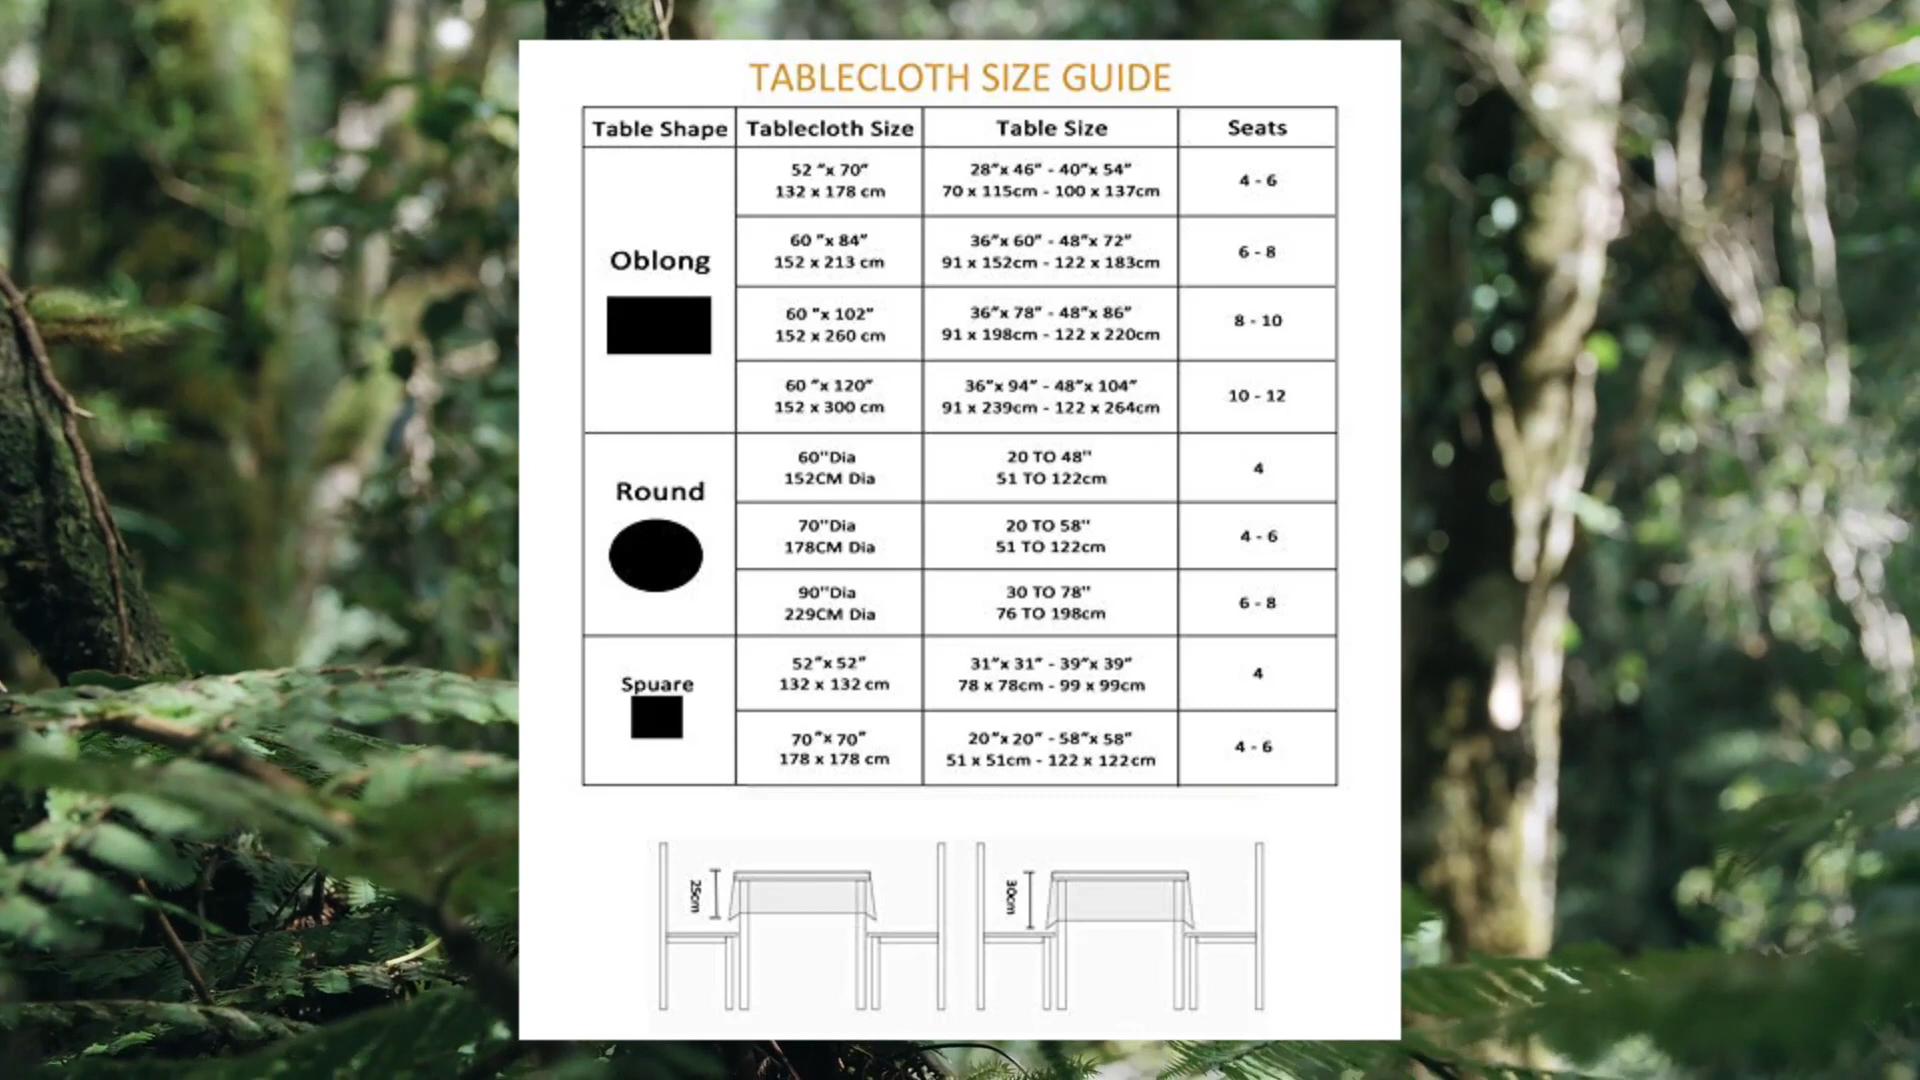 TABLECLOTH SIZE GUIDE
Table Shape Tablecloth Size Table Size Seats
Oblong
52 "x 70" 28"x 46" - 40"x 54" 4 - 6
132 x 178 cm 70 x 115cm - 100 x 137cm
60 "x 84" 36"x 60" - 48"x 72" 6 - 8
152 x 213 cm 91 x 152cm - 122 x 183cm
60 "x 102" 36"x 78" - 48"x 86" 8 - 10
152 x 260 cm 91 x 198cm - 122 x 220cm
60 "x 120" 36"x 94" - 48"x 104" 10 - 12
152 x 300 cm 91 x 239cm - 122 x 264cm
Round
60"Dia 20 TO 48" 4
152CM Dia 51 TO 122cm
70"Dia 20 TO 58" 4 - 6
178CM Dia 51 TO 122cm
90"Dia 30 TO 78" 6 - 8
229CM Dia 76 TO 198cm
Spuare
52"x 52" 31"x 31" - 39"x 39" 4
132 x 132 cm 78 x 78cm - 99 x 99cm
70"x 70" 20"x 20" - 58"x 58" 4 - 6
178 x 178 cm 51 x 51cm - 122 x 122cm
25cm
30cm